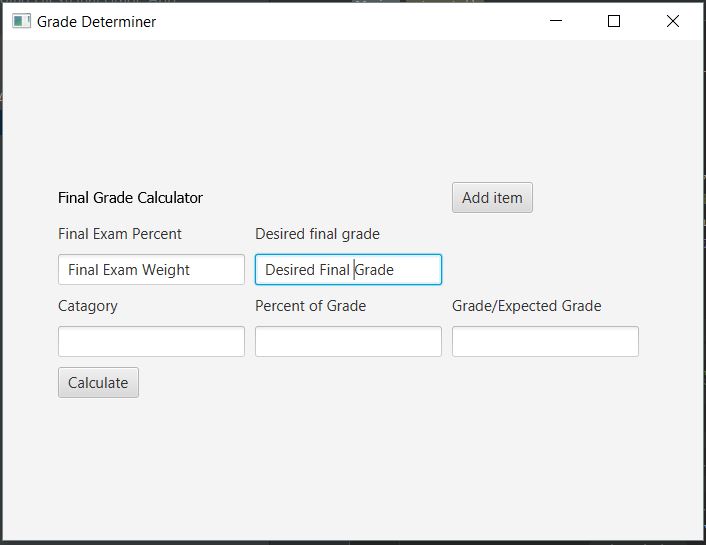 Grade Determiner
Final Grade Calculator Add item
Final Exam Percent Desired final grade
Final Exam Weight Desired Final Grade
Catagory Percent of Grade Grade/Expected Grade
Calculate